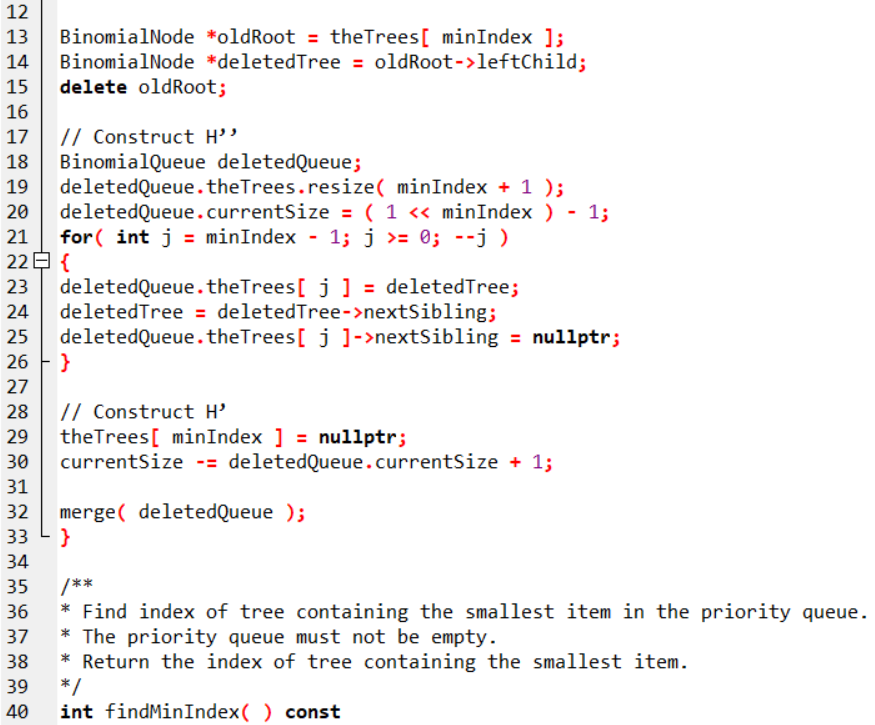 12
13 BinomialNode *oldRoot = theTrees[ minIndex ];
14 BinomialNode *deletedTree = oldRoot->leftChild;
15 delete oldRoot;
16
17 // Construct H’’
18 BinomialQueue deletedQueue;
19 deletedQueue.theTrees.resize( minIndex + 1 );
20 deletedQueue.currentSize = ( 1 << minIndex ) - 1;
21 for( int j = minIndex - 1; j >= 0; --j )
22 {
23 deletedQueue.theTrees[ j ] = deletedTree;
24 deletedTree = deletedTree->nextSibling;
25 deletedQueue.theTrees[ j ]->nextSibling = nullptr;
26 }
27
28 // Construct H’
29 theTrees[ minIndex ] = nullptr;
30 currentSize -= deletedQueue.currentSize + 1;
31
32 merge( deletedQueue );
33 }
34
35 /**
36 * Find index of tree containing the smallest item in the priority queue.
37 * The priority queue must not be empty.
38 * Return the index of tree containing the smallest item.
39 */
40 int findMinIndex( ) const